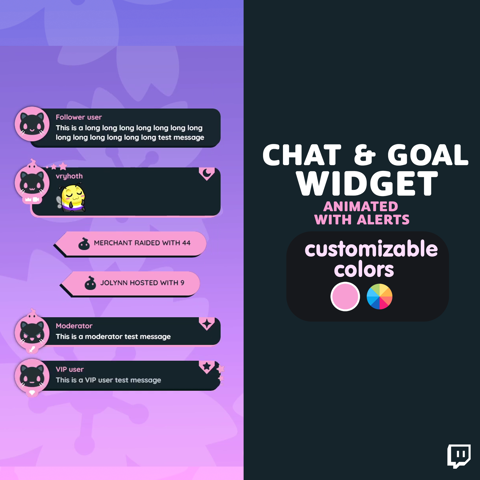 Follower user
This is a long long long long long long long
long long long long long long test message
vryhoth
MERCHANT RAIDED WITH 44
JOLYNN HOSTED WITH 9
Moderator
This is a moderator test message
VIP user
This is a VIP user test message
CHAT & GOAL
WIDGET
ANIMATED
WITH ALERTS
customizable
colors